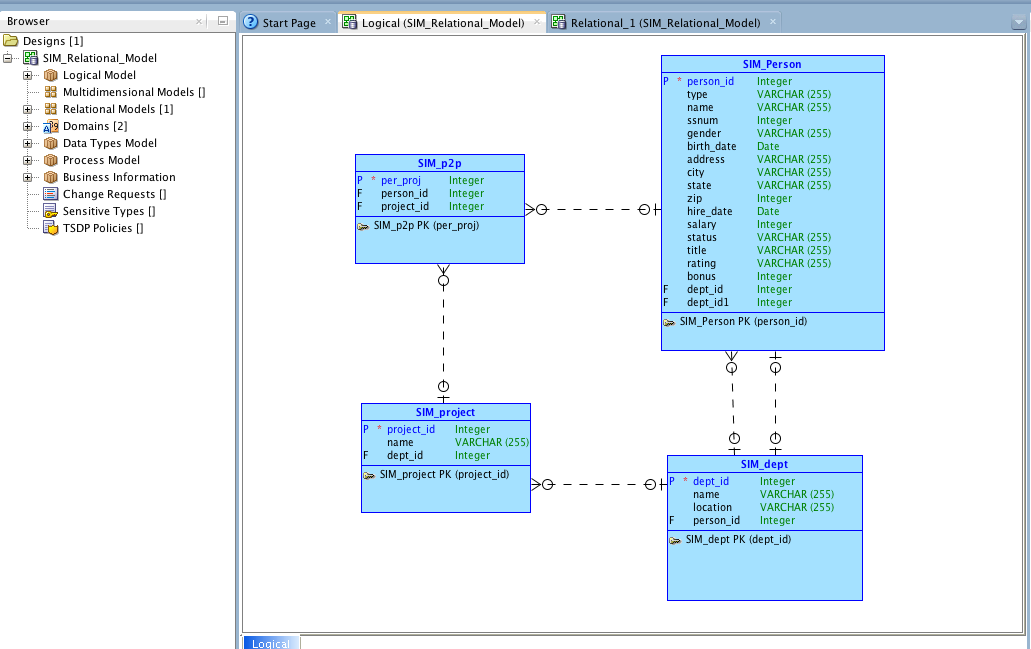 Browser
Designs [1]
SIM_Relational_Model
Logical Model
Multidimensional Models []
Relational Models [1]
Domains [2]
Data Types Model
Process Model
Business Information
Change Requests []
Sensitive Types []
TSDP Policies []
Start Page
Logical (SIM_Relational_Model)
Relational_1 (SIM_Relational_Model)
SIM_Person
P * person_id Integer
type VARCHAR (255)
name VARCHAR (255)
ssnum Integer
gender VARCHAR (255)
birth_date Date
address VARCHAR (255)
city VARCHAR (255)
state VARCHAR (255)
zip Integer
hire_date Date
salary Integer
status VARCHAR (255)
title VARCHAR (255)
rating VARCHAR (255)
bonus Integer
F dept_id Integer
F dept_id1 Integer
SIM_Person PK (person_id)
SIM_p2p
P * per_proj Integer
F person_id Integer
F project_id Integer
SIM_p2p PK (per_proj)
SIM_project
P * project_id Integer
name VARCHAR (255)
F dept_id Integer
SIM_project PK (project_id)
SIM_dept
P * dept_id Integer
name VARCHAR (255)
location VARCHAR (255)
F person_id Integer
SIM_dept PK (dept_id)
Logical